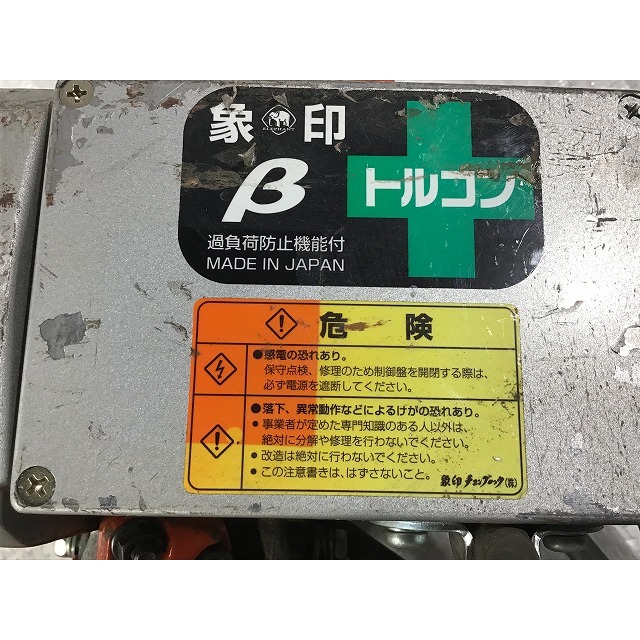 象 印
ELEPHANT
β
トルコン
過負荷防止機能付
MADE IN JAPAN
危 険
●感電の恐れあり。
保守点検、修理のため制御盤を開閉する際は、
必ず電源を遮断してください。
●落下、異常動作などによるけがの恐れあり。
●事業者が定めた専門知識のある人以外は、
絶対に分解や修理を行わないでください。
●改造は絶対に行わないでください。
●この注意書きは、はずさないこと。
象印チェンブロック(株)